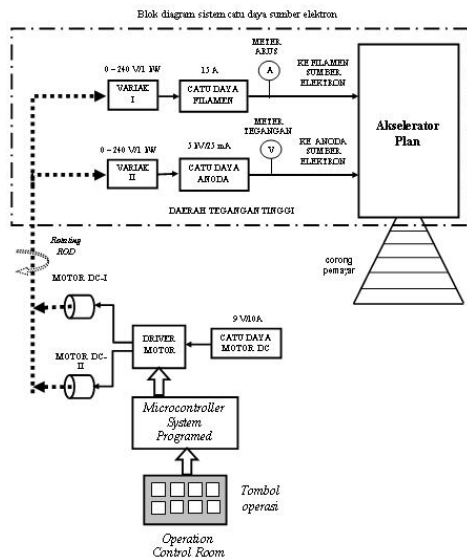 Blok diagram sistem catu daya sumber elektron
0 – 240 V/1 kW
VARIAK
I
15 A
CATU DAYA
FILAMEN
METER
ARUS
A
KE FILAMEN
SUMBER
ELEKTRON
Akselerator
Plan
0 – 240 V/1 kW
VARIAK
II
5 kV/25 mA
CATU DAYA
ANODA
METER
TEGANGAN
V
KE ANODA
SUMBER
ELEKTRON
DAERAH TEGANGAN TINGGI
Rotating
ROD
corong
pemayar
MOTOR DC-I
MOTOR DC-
II
DRIVER
MOTOR
9 V/10A
CATU DAYA
MOTOR DC
Microcontroller
System
Programed
Tombol
operasi
Operation
Control Room